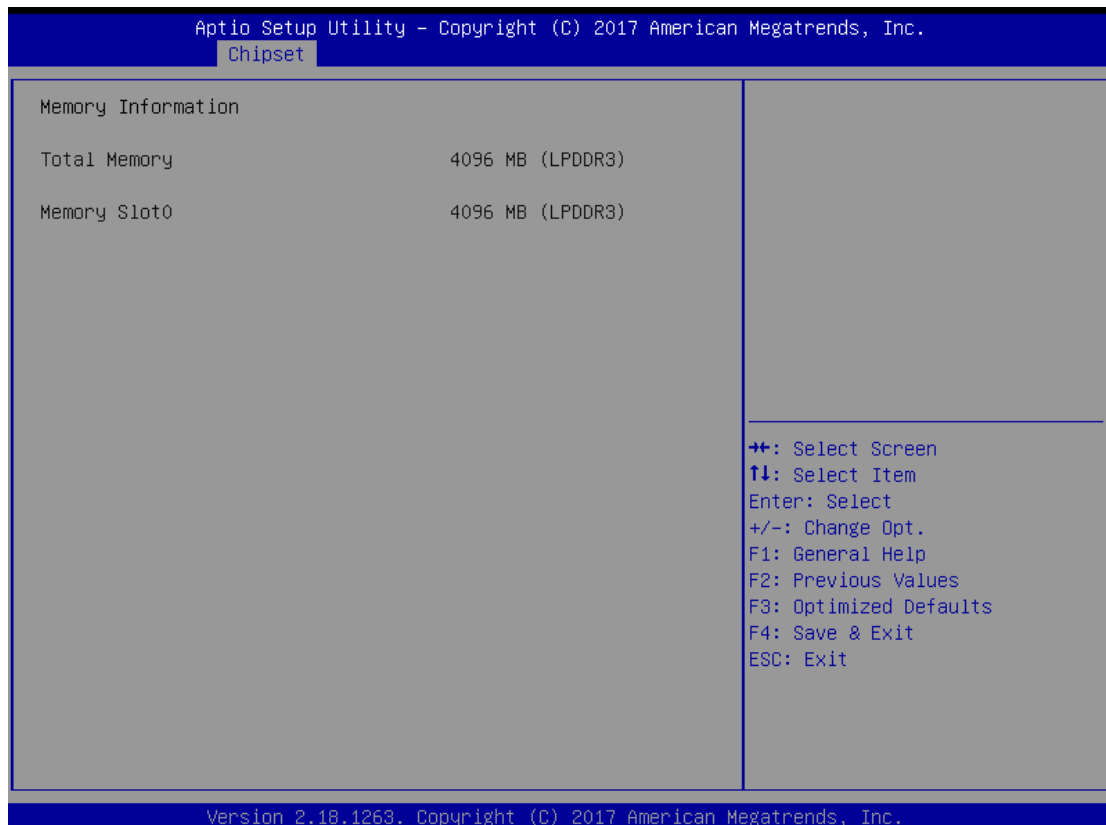 Aptio Setup Utility – Copyright (C) 2017 American Megatrends, Inc.
Chipset
Memory Information
Total Memory 4096 MB (LPDDR3)
Memory Slot0 4096 MB (LPDDR3)
→←: Select Screen
↑↓: Select Item
Enter: Select
+/-: Change Opt.
F1: General Help
F2: Previous Values
F3: Optimized Defaults
F4: Save & Exit
ESC: Exit
Version 2.18.1263. Copyright (C) 2017 American Megatrends, Inc.